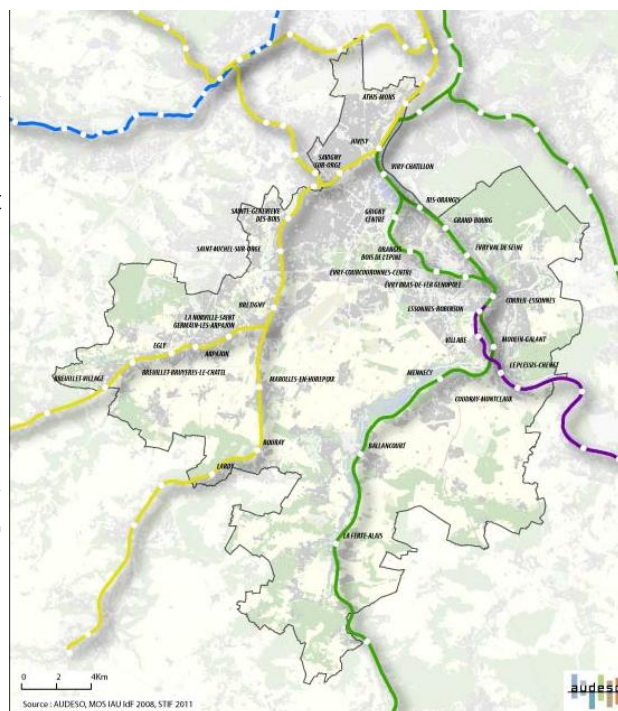 ATHIS-MONS
JUVISY
SAVIGNY
SUR-ORGE
VIRY-CHATILLON
SAINTE-GENEVIEVE
DES-BOIS
GRIGNY
CENTRE
RIS-ORANGIS
GRAND-BOURG
SAINT-MICHEL-SUR-ORGE
ORANGIS
BOIS DE L'EPINE
EVRY VAL DE SEINE
ÉVRY-COURCOURONNES-CENTRE
ÉVRY BRAS-DE-FER GENOPOLE
CORBEIL-ESSONNES
BRETIGNY
ESSONNES-ROBINSON
LA NORVILLE-SAINT
GERMAIN-LES-ARPAJON
VILLABE
MOULIN-GALANT
EGLY
ARPAJON
LE PLESSIS-CHENET
BREUILLET-VILLAGE
BREUILLET-BRUYERES-LE-CHATEL
MAROLLES-EN-HUREPOIX
MENNECY
COUDRAY-MONTCEAUX
BOURAY
LARDY
BALLANCOURT
LA FERTE-ALAIS
0 2 4Km
Source : AUDESO, MOS IAU IdF 2008, STIF 2011
audeso